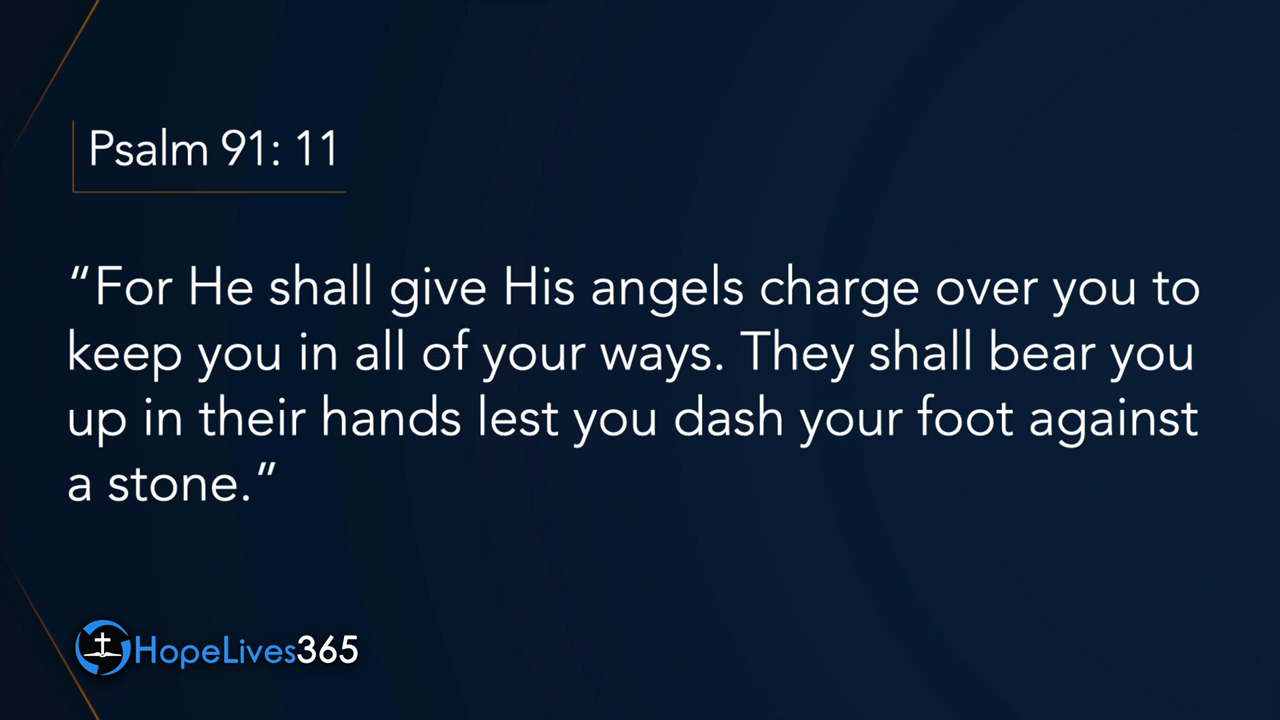 Psalm 91: 11
“For He shall give His angels charge over you to
keep you in all of your ways. They shall bear you
up in their hands lest you dash your foot against
a stone.”
HopeLives365